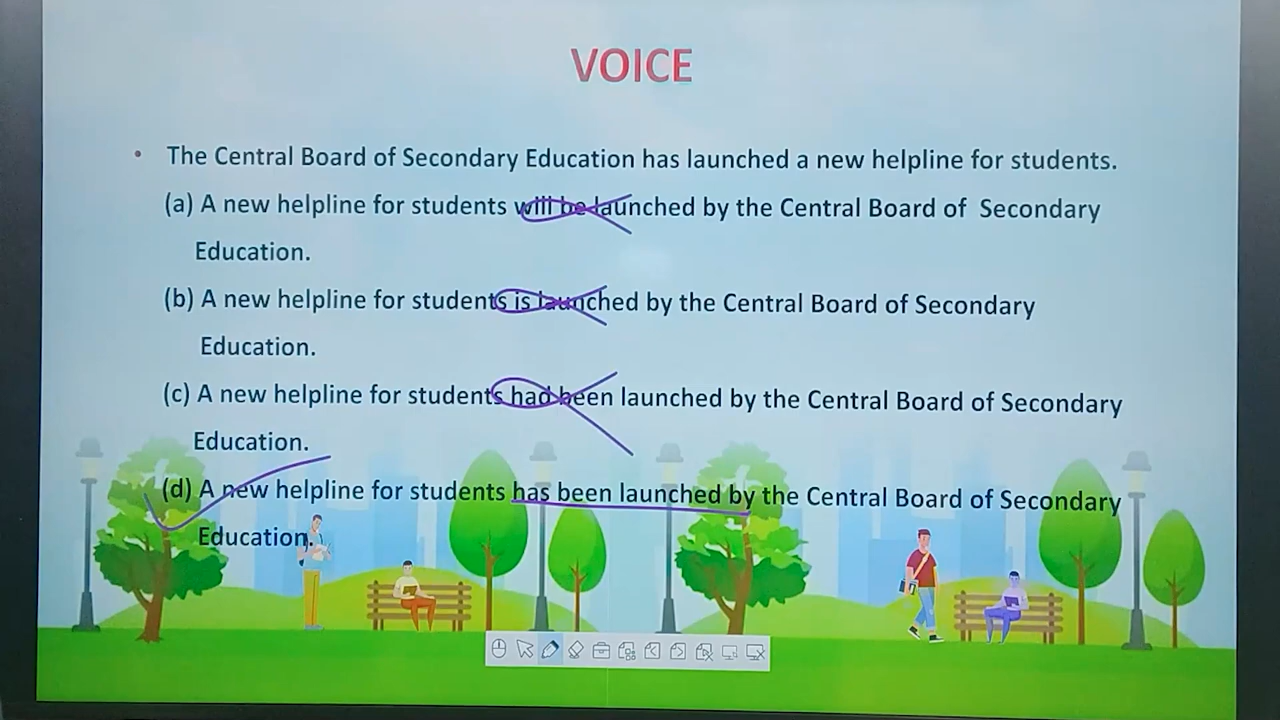 VOICE
• The Central Board of Secondary Education has launched a new helpline for students.
(a) A new helpline for students will be launched by the Central Board of Secondary
Education.
(b) A new helpline for students is launched by the Central Board of Secondary
Education.
(c) A new helpline for students had been launched by the Central Board of Secondary
Education.
(d) A new helpline for students has been launched by the Central Board of Secondary
Education.